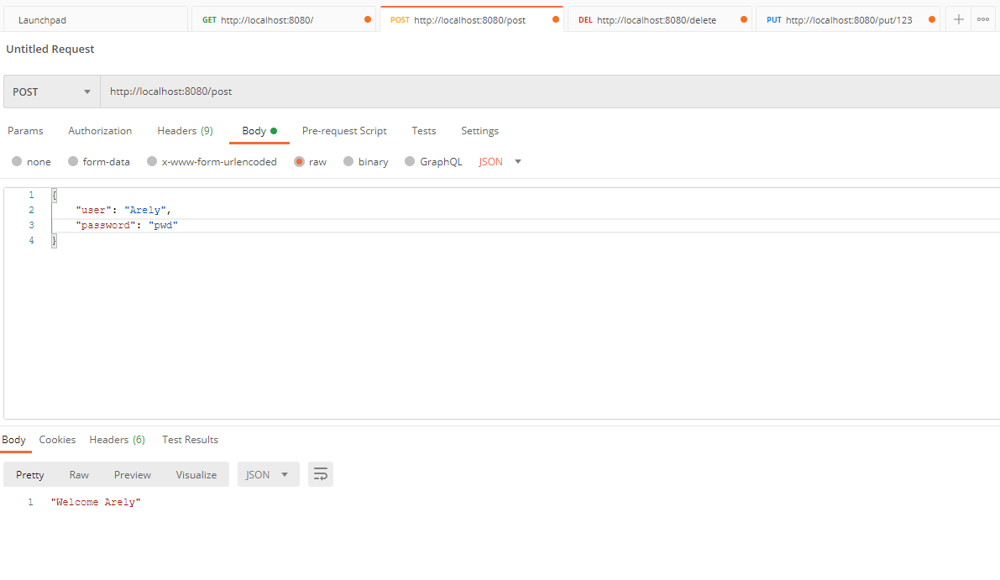 Launchpad GET http://localhost:8080/ POST http://localhost:8080/post DEL http://localhost:8080/delete PUT http://localhost:8080/put/123
Untitled Request
POST http://localhost:8080/post
Params Authorization Headers (9) Body Pre-request Script Tests Settings
none form-data x-www-form-urlencoded raw binary GraphQL JSON
1 {
2 "user": "Arely",
3 "password": "pwd"
4 }
Body Cookies Headers (6) Test Results
Pretty Raw Preview Visualize JSON
1 "Welcome Arely"